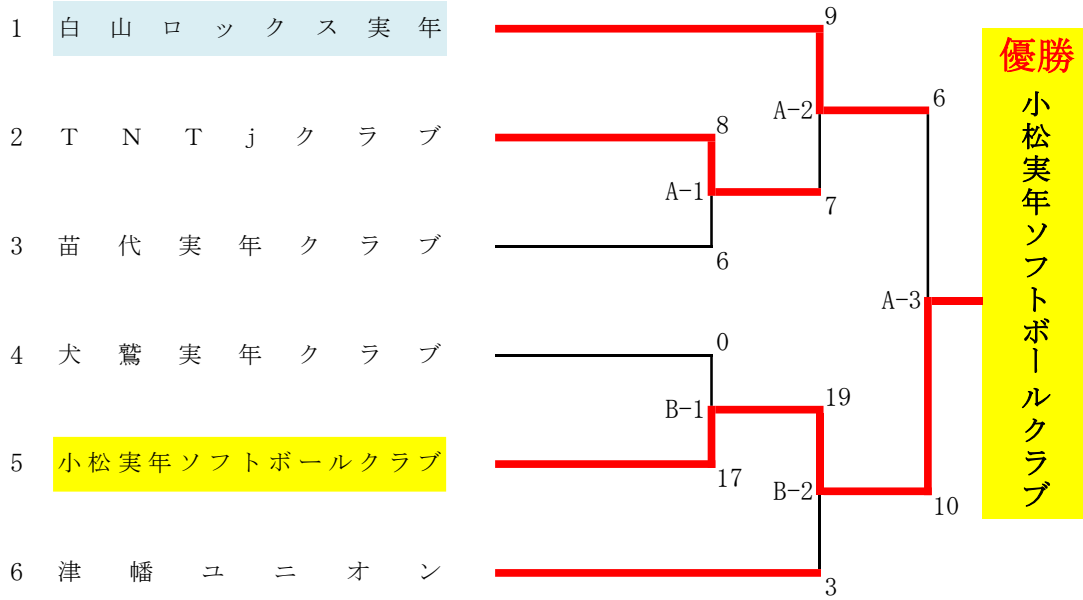 1 白山ロックス実年
9
優勝
小松実年ソフトボールクラブ
A-2
6
2 TNTjクラブ
8
A-1
7
3 苗代実年クラブ
6
A-3
4 犬鷲実年クラブ
0
B-1
19
5 小松実年ソフトボールクラブ
17
B-2
10
6 津幡ユニオン
3